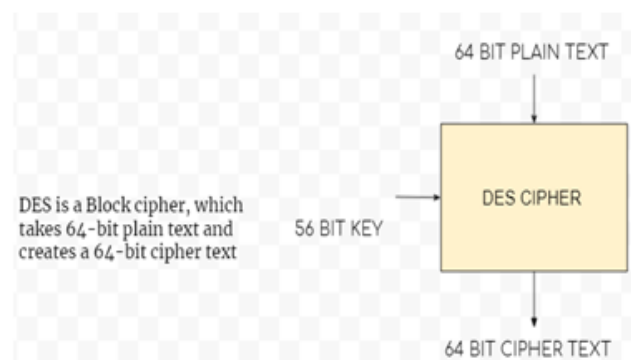 64 BIT PLAIN TEXT
DES CIPHER
DES is a Block cipher, which
takes 64-bit plain text and
creates a 64-bit cipher text
56 BIT KEY
64 BIT CIPHER TEXT